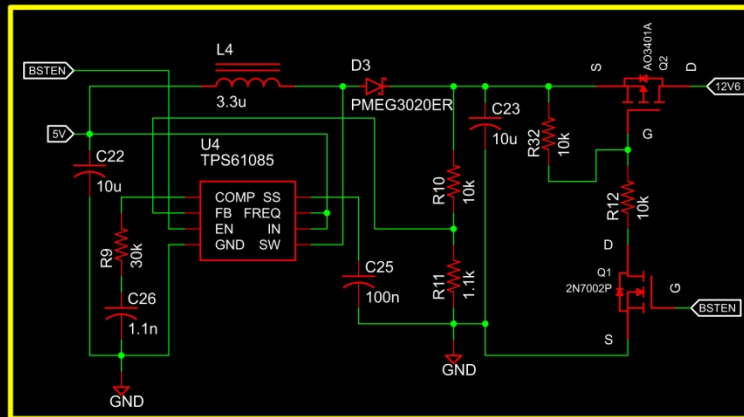 BSTEN
L4
3.3u
D3
PMEG3020ER
AO3401A
Q2
S
D
12V6
G
5V
C22
10u
U4
TPS61085
COMP SS
FB FREQ
EN IN
GND SW
C23
10u
R32
10k
R10
10k
R12
10k
R9
30k
C26
1.1n
C25
100n
R11
1.1k
D
Q1
2N7002P
G
BSTEN
S
GND
GND